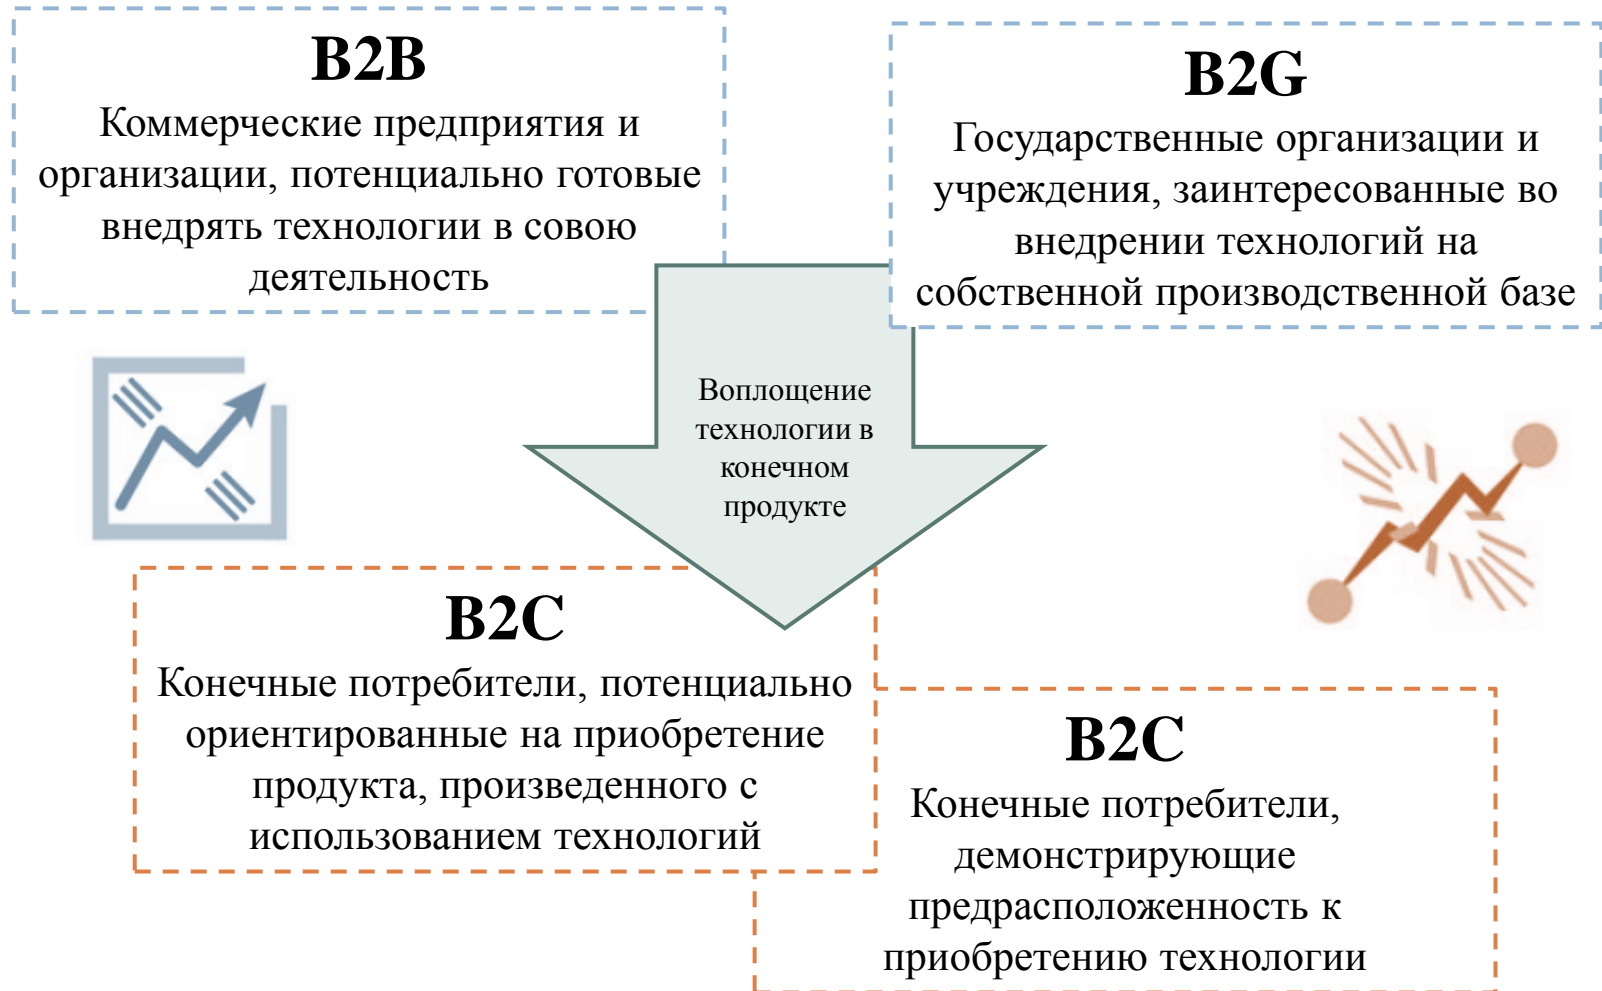 B2B
Коммерческие предприятия и
организации, потенциально готовые
внедрять технологии в совою
деятельность
B2G
Государственные организации и
учреждения, заинтересованные во
внедрении технологий на
собственной производственной базе
Воплощение
технологии в
конечном
продукте
B2C
Конечные потребители, потенциально
ориентированные на приобретение
продукта, произведенного с
использованием технологий
B2C
Конечные потребители,
демонстрирующие
предрасположенность к
приобретению технологии